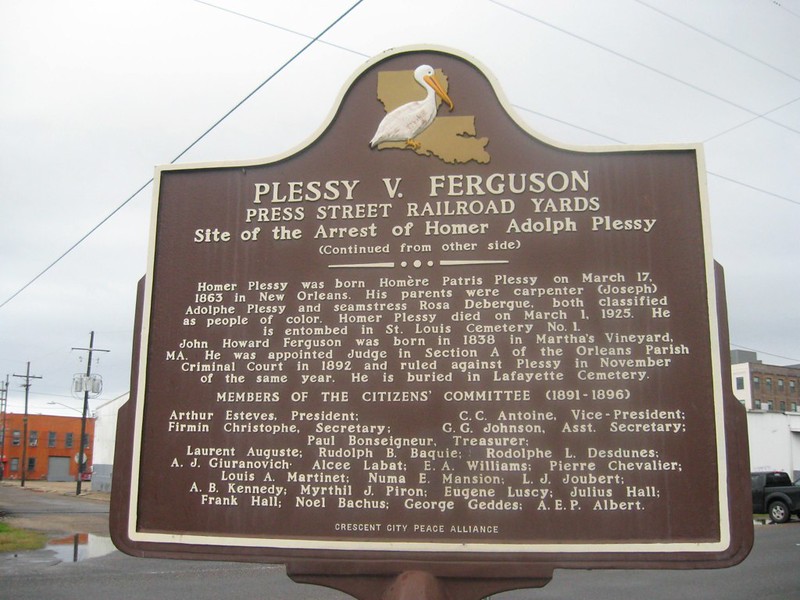 PLESSY V. FERGUSON
PRESS STREET RAILROAD YARDS
Site of the Arrest of Homer Adolph Plessy
(Continued from other side)
Homer Plessy was born Homère Patris Plessy on March 17,
1863 in New Orleans. His parents were carpenter (Joseph)
Adolphe Plessy and seamstress Rosa Debergue, both classified
as people of color. Homer Plessy died on March 1, 1925. He
is entombed in St. Louis Cemetery No. 1.
John Howard Ferguson was born in 1838 in Martha's Vineyard,
MA. He was appointed Judge in Section A of the Orleans Parish
Criminal Court in 1892 and ruled against Plessy in November
of the same year. He is buried in Lafayette Cemetery.
MEMBERS OF THE CITIZENS' COMMITTEE (1891-1896)
Arthur Esteves, President; C.C. Antoine, Vice-President;
Firmin Christophe, Secretary; G.G. Johnson, Asst. Secretary;
Paul Bonseigneur, Treasurer;
Laurent Auguste; Rudolph B. Baquie; Rodolphe L. Desdunes;
A. J. Giuranovich; Alcee Labat; E. A. Williams; Pierre Chevalier;
Louis A. Martinet; Numa E. Mansion; L. J. Joubert;
A. B. Kennedy; Myrthil J. Piron; Eugene Luscy; Julius Hall;
Frank Hall; Noel Bachus; George Geddes; A.E.P. Albert.
CRESCENT CITY PEACE ALLIANCE